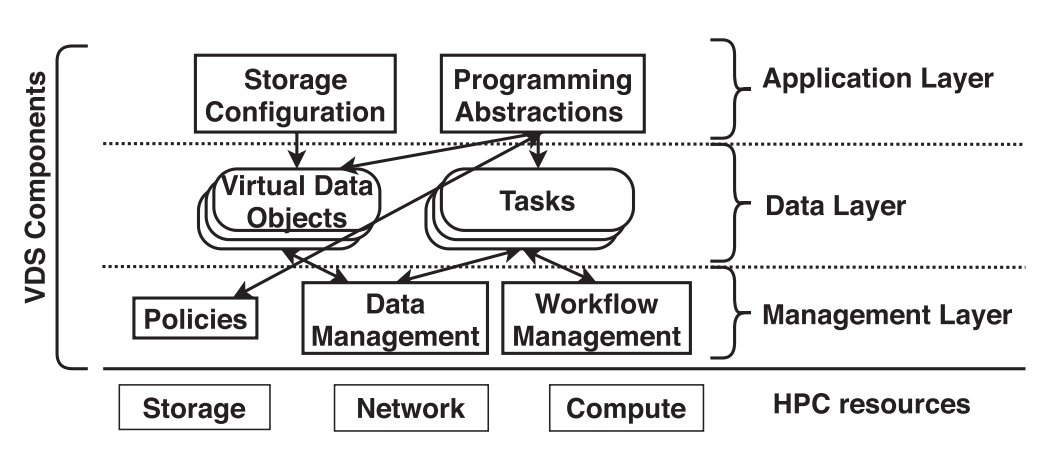 VDS Components
Storage
Configuration
Programming
Abstractions
Application Layer
Virtual Data
Objects
Tasks
Data Layer
Policies
Data
Management
Workflow
Management
Management Layer
Storage
Network
Compute
HPC resources